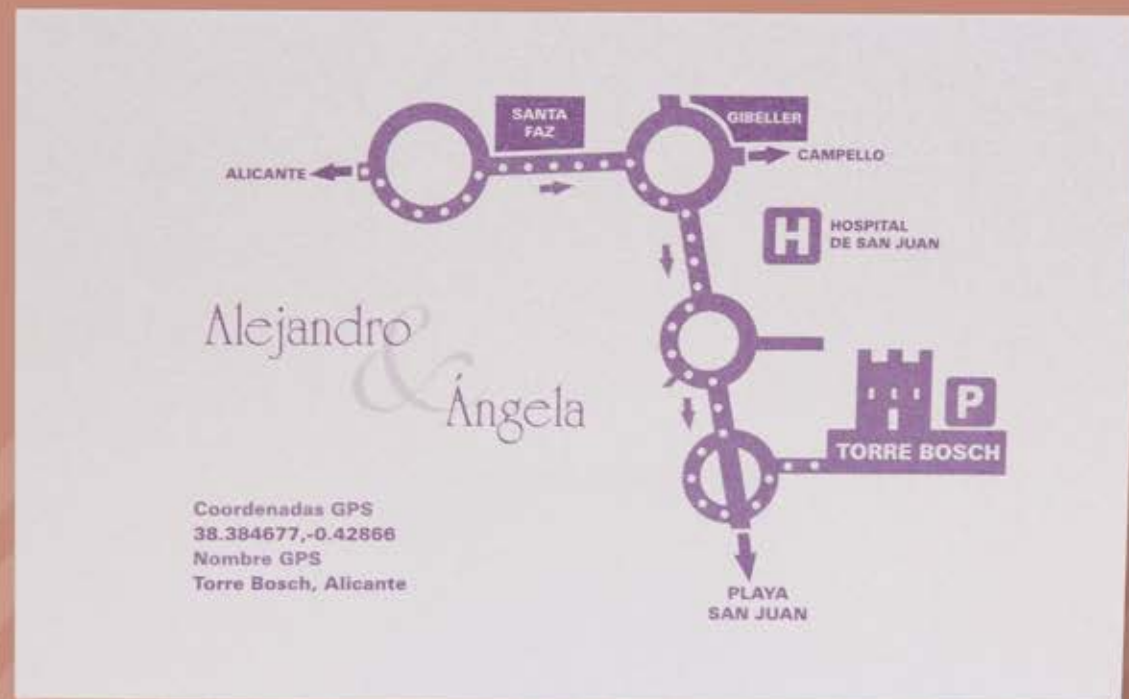 SANTA
FAZ
GIBELLER
ALICANTE
CAMPELLO
H
HOSPITAL
DE SAN JUAN
Alejandro
&
Ángela
P
TORRE BOSCH
Coordenadas GPS
38.384677,-0.42866
Nombre GPS
Torre Bosch, Alicante
PLAYA
SAN JUAN